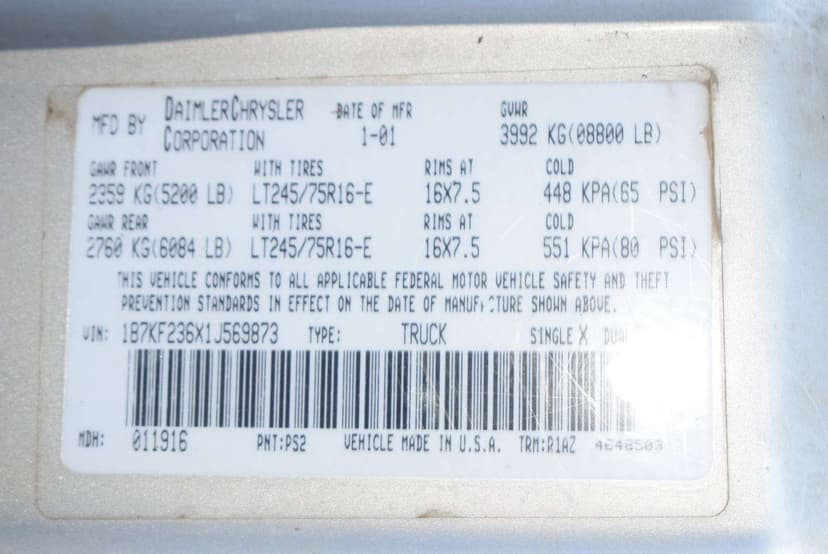 MFD BY DAIMLERCHRYSLER CORPORATION DATE OF MFR 1-01 GVWR 3992 KG(08800 LB)
GAWR FRONT WITH TIRES RIMS AT COLD
2359 KG(5200 LB) LT245/75R16-E 16X7.5 448 KPA(65 PSI)
GAWR REAR WITH TIRES RIMS AT COLD
2760 KG(6084 LB) LT245/75R16-E 16X7.5 551 KPA(80 PSI)
THIS VEHICLE CONFORMS TO ALL APPLICABLE FEDERAL MOTOR VEHICLE SAFETY AND THEFT
PREVENTION STANDARDS IN EFFECT ON THE DATE OF MANUFACTURE SHOWN ABOVE.
VIN: 1B7KF236X1J569873 TYPE: TRUCK SINGLE X
MDH: 011916 PNT:PS2 VEHICLE MADE IN U.S.A. TRM:R1AZ 4648503